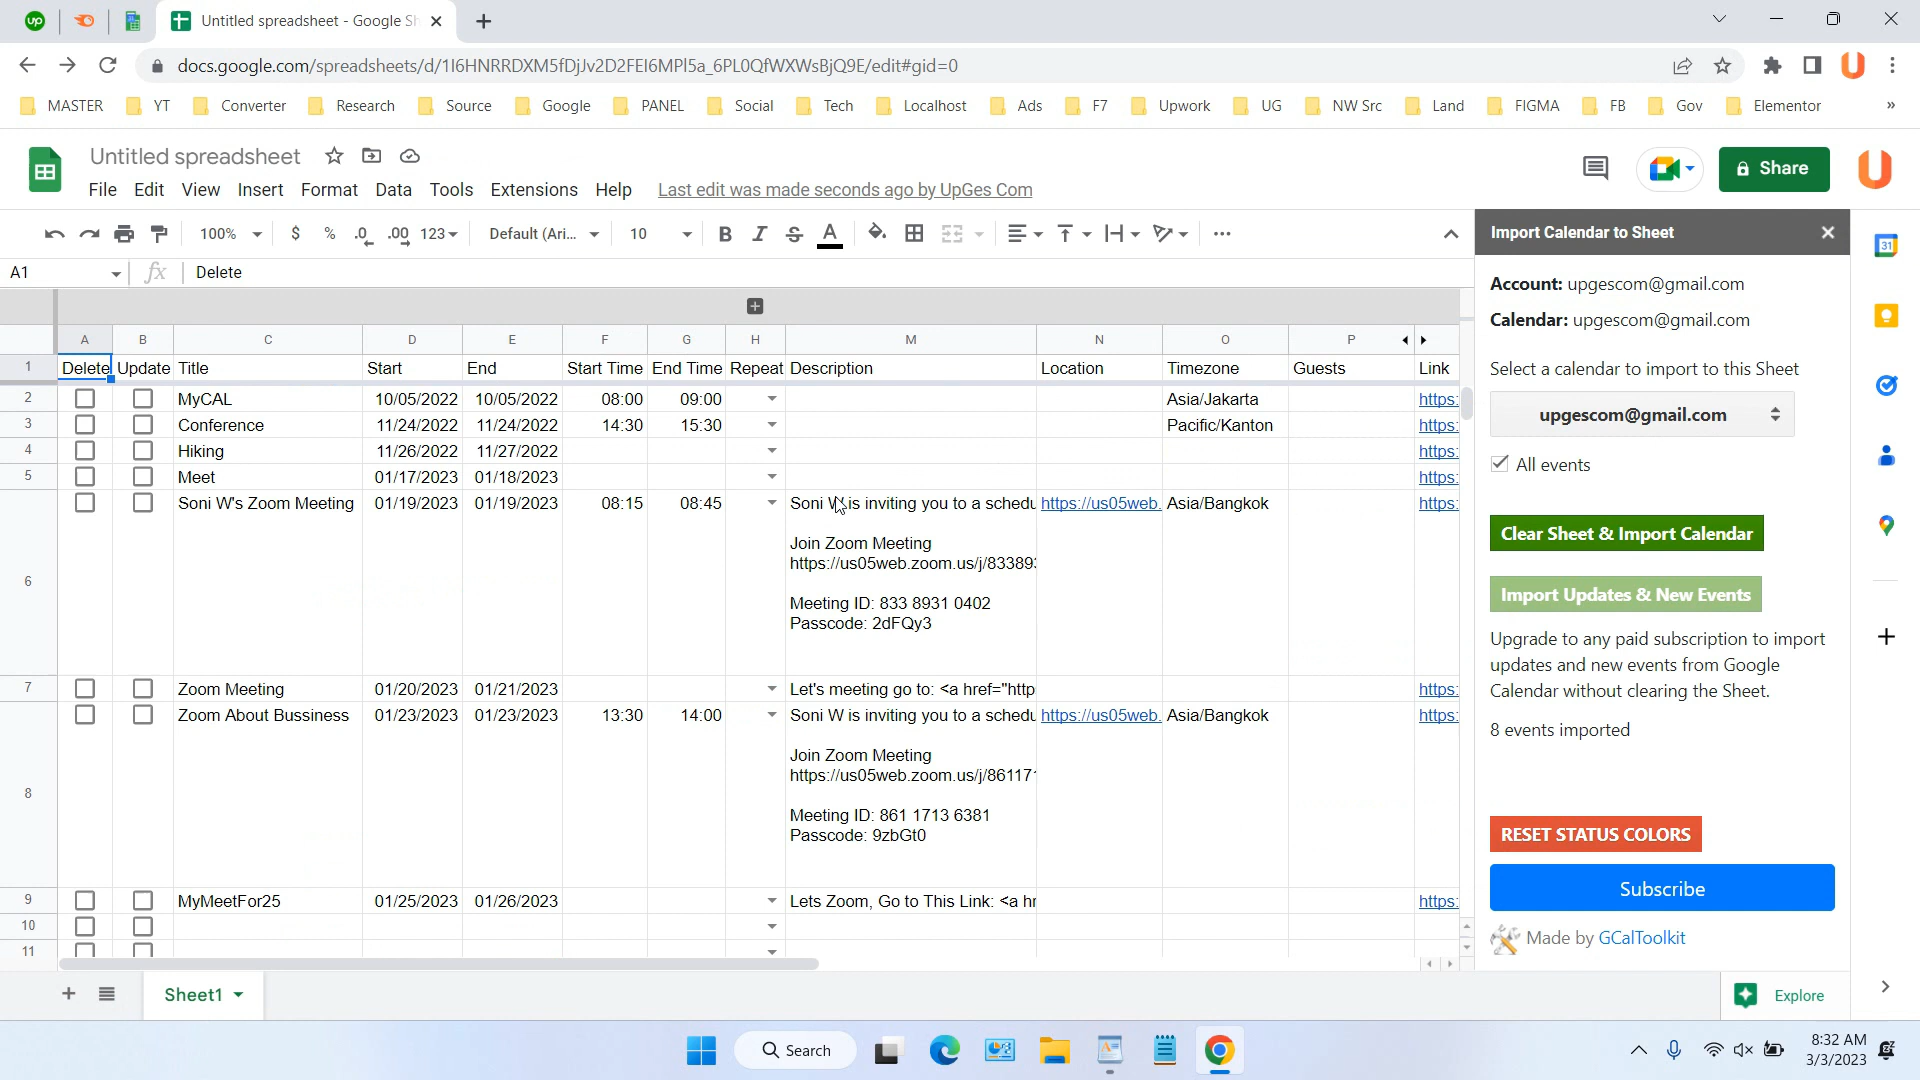 up
Untitled spreadsheet - Google Sh
docs.google.com/spreadsheets/d/1I6HNRRDXM5fDjJv2D2FEI6MPI5a_6PL0QfWXWsBjQ9E/edit#gid=0
MASTER YT Converter Research Source Google PANEL Social Tech Localhost Ads F7 Upwork UG NW Src Land FIGMA FB Gov Elementor »
Untitled spreadsheet
File Edit View Insert Format Data Tools Extensions Help Last edit was made seconds ago by UpGes Com
Share
100% $ % .0 .00 123 Default (Ari... 10 B I S A
A1 fx Delete
A B C D E F G H M N O P
1 Delete Update Title Start End Start Time End Time Repeat Description Location Timezone Guests Link
2 MyCAL 10/05/2022 10/05/2022 08:00 09:00 Asia/Jakarta https:
3 Conference 11/24/2022 11/24/2022 14:30 15:30 Pacific/Kanton https:
4 Hiking 11/26/2022 11/27/2022 https:
5 Meet 01/17/2023 01/18/2023 https:
6 Soni W's Zoom Meeting 01/19/2023 01/19/2023 08:15 08:45 Soni W is inviting you to a schedu https://us05web. Asia/Bangkok https:
Join Zoom Meeting
https://us05web.zoom.us/j/83389
Meeting ID: 833 8931 0402
Passcode: 2dFQy3
7 Zoom Meeting 01/20/2023 01/21/2023 Let's meeting go to: <a href="http https:
8 Zoom About Bussiness 01/23/2023 01/23/2023 13:30 14:00 Soni W is inviting you to a schedu https://us05web. Asia/Bangkok https:
Join Zoom Meeting
https://us05web.zoom.us/j/86117
Meeting ID: 861 1713 6381
Passcode: 9zbGt0
9 MyMeetFor25 01/25/2023 01/26/2023 Lets Zoom, Go to This Link: <a hr https:
10
11
Sheet1
Explore
Import Calendar to Sheet
Account: upgescom@gmail.com
Calendar: upgescom@gmail.com
Select a calendar to import to this Sheet
upgescom@gmail.com
All events
Clear Sheet & Import Calendar
Import Updates & New Events
Upgrade to any paid subscription to import
updates and new events from Google
Calendar without clearing the Sheet.
8 events imported
RESET STATUS COLORS
Subscribe
Made by GCalToolkit
31
Search
8:32 AM
3/3/2023